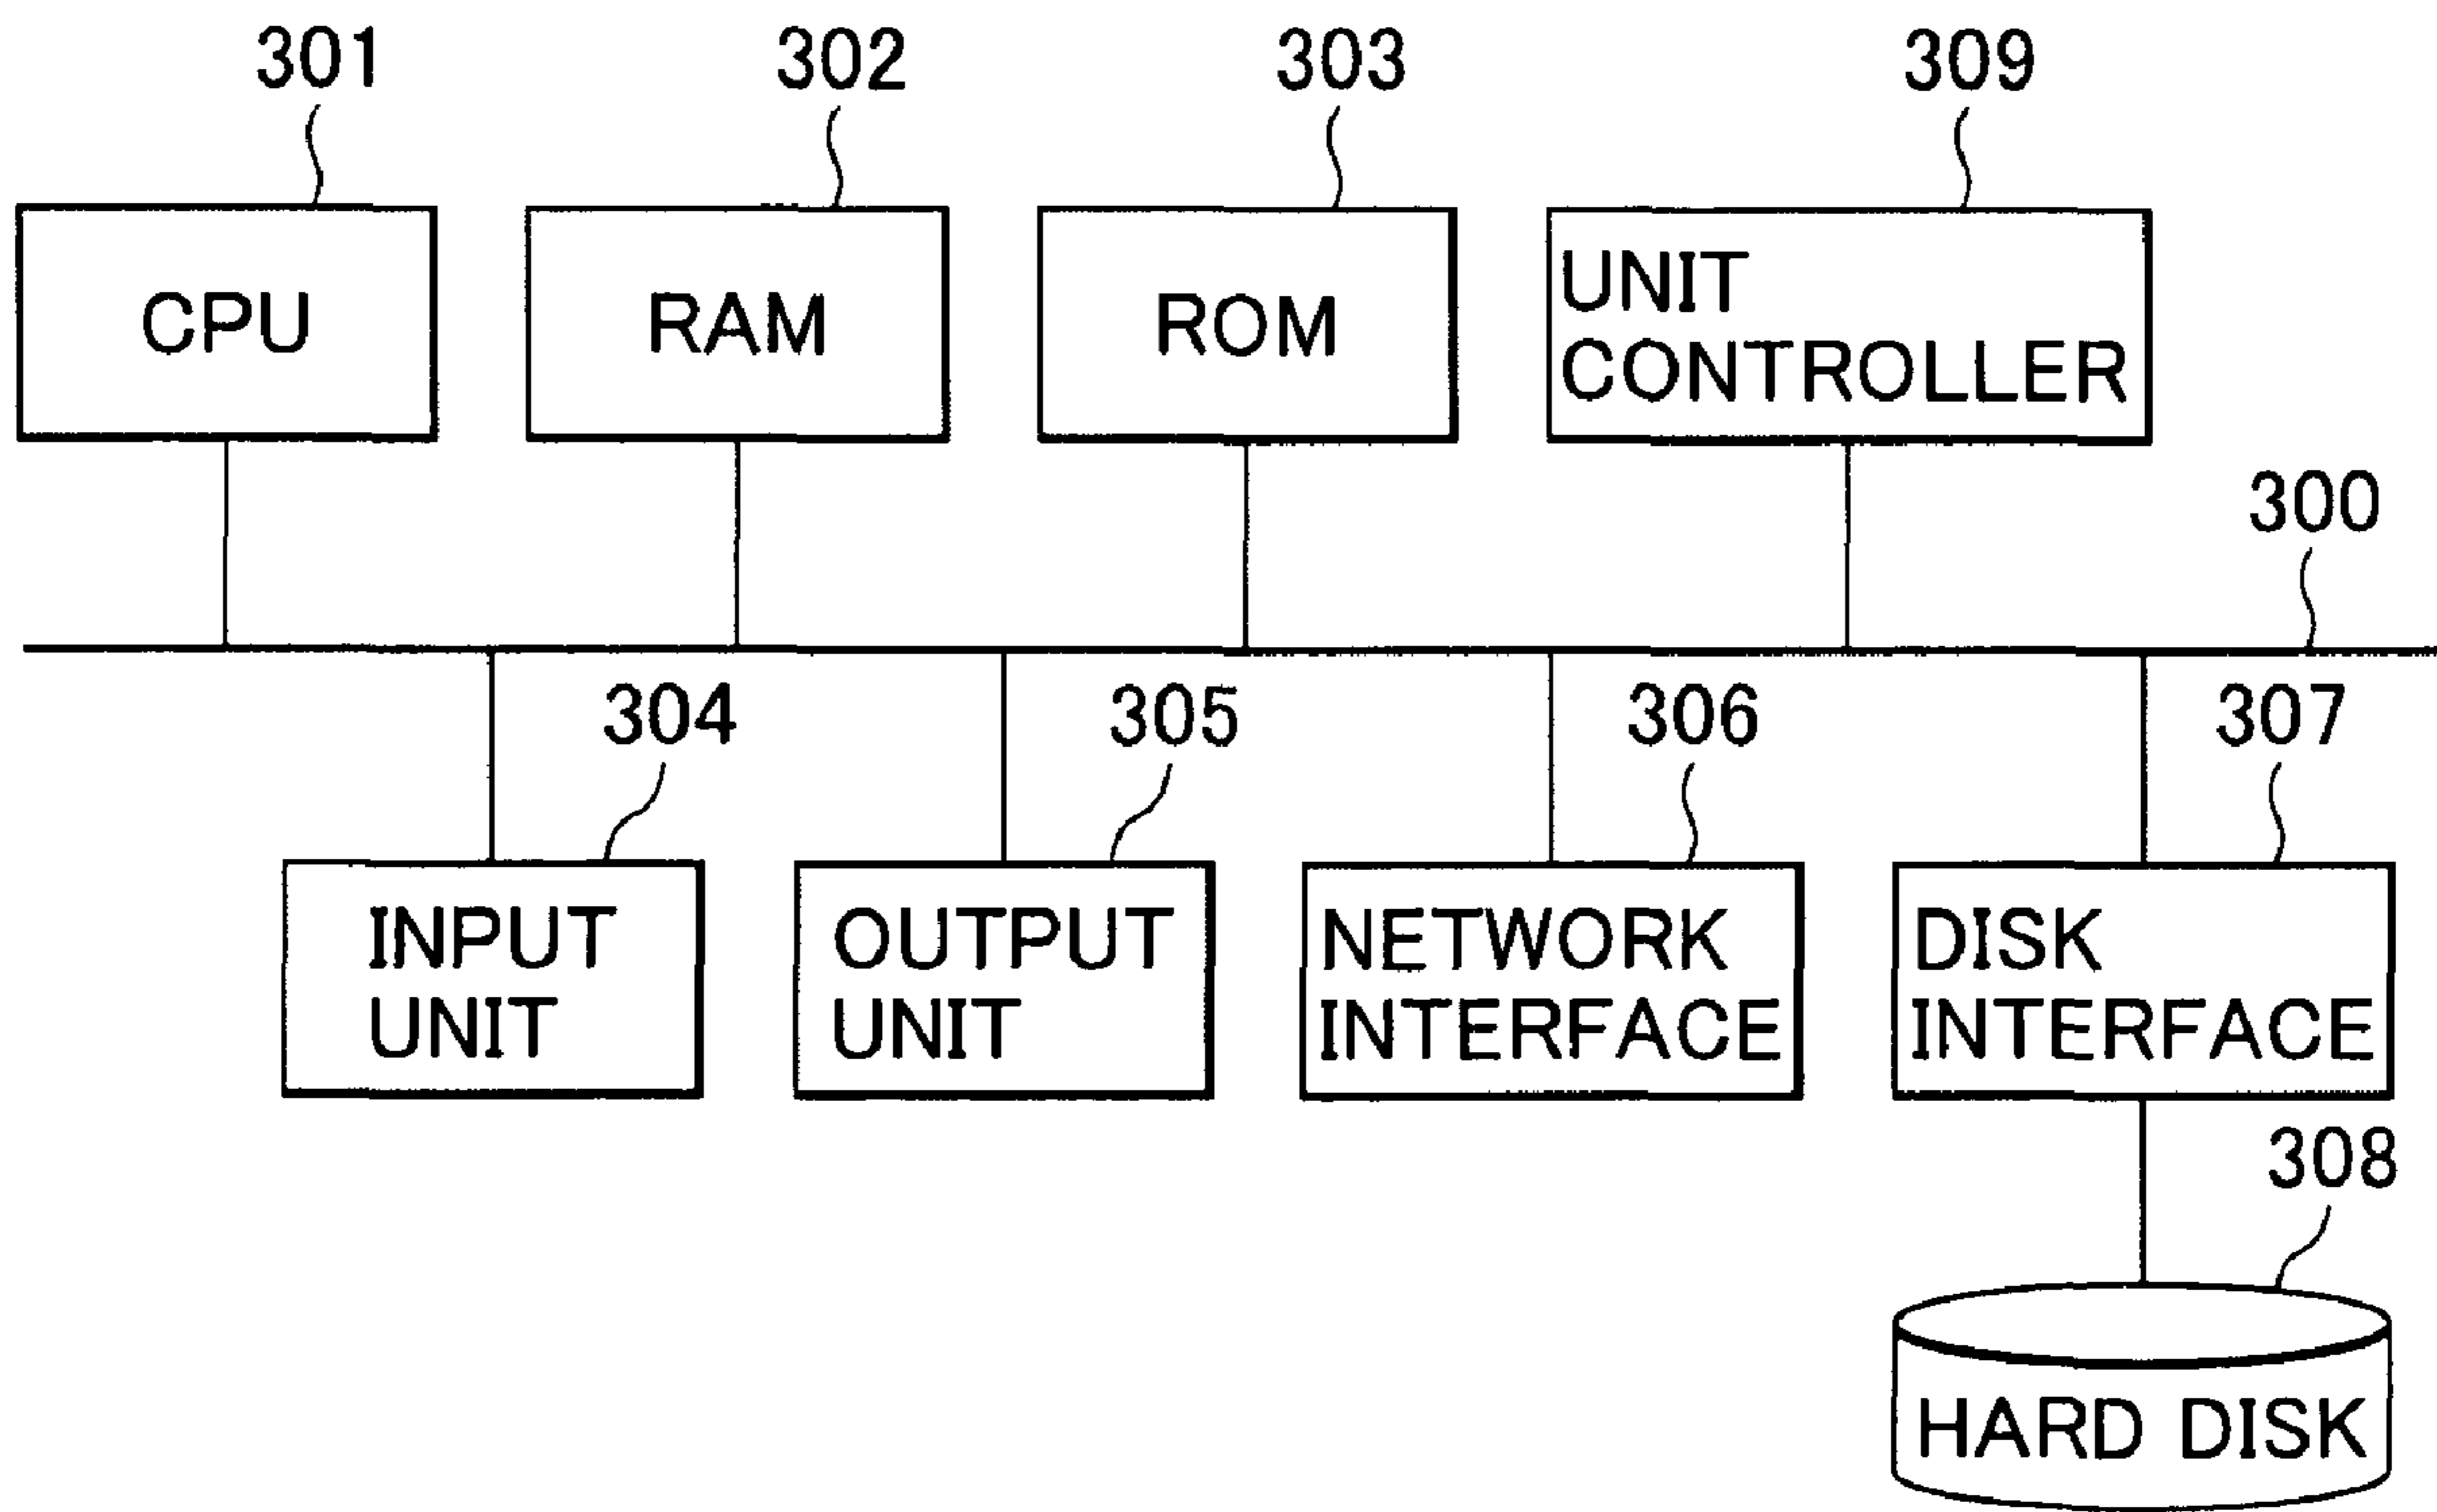 301
302
303
309
CPU
RAM
ROM
UNIT
CONTROLLER
300
304
305
306
307
INPUT
UNIT
OUTPUT
UNIT
NETWORK
INTERFACE
DISK
INTERFACE
308
HARD DISK